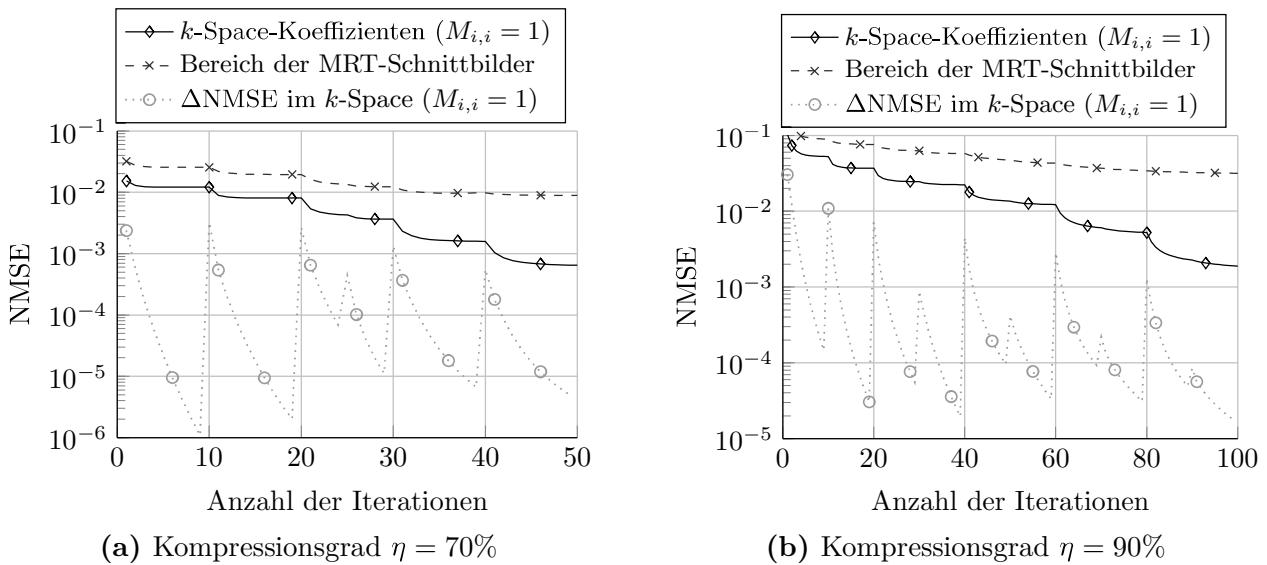 k-Space-Koeffizienten (M_{i,i} = 1)
Bereich der MRT-Schnittbilder
ΔNMSE im k-Space (M_{i,i} = 1)
10^{-1}
10^{-2}
10^{-3}
10^{-4}
10^{-5}
10^{-6}
NMSE
0 10 20 30 40 50
Anzahl der Iterationen
(a) Kompressionsgrad η = 70%
k-Space-Koeffizienten (M_{i,i} = 1)
Bereich der MRT-Schnittbilder
ΔNMSE im k-Space (M_{i,i} = 1)
10^{-1}
10^{-2}
10^{-3}
10^{-4}
10^{-5}
NMSE
0 20 40 60 80 100
Anzahl der Iterationen
(b) Kompressionsgrad η = 90%